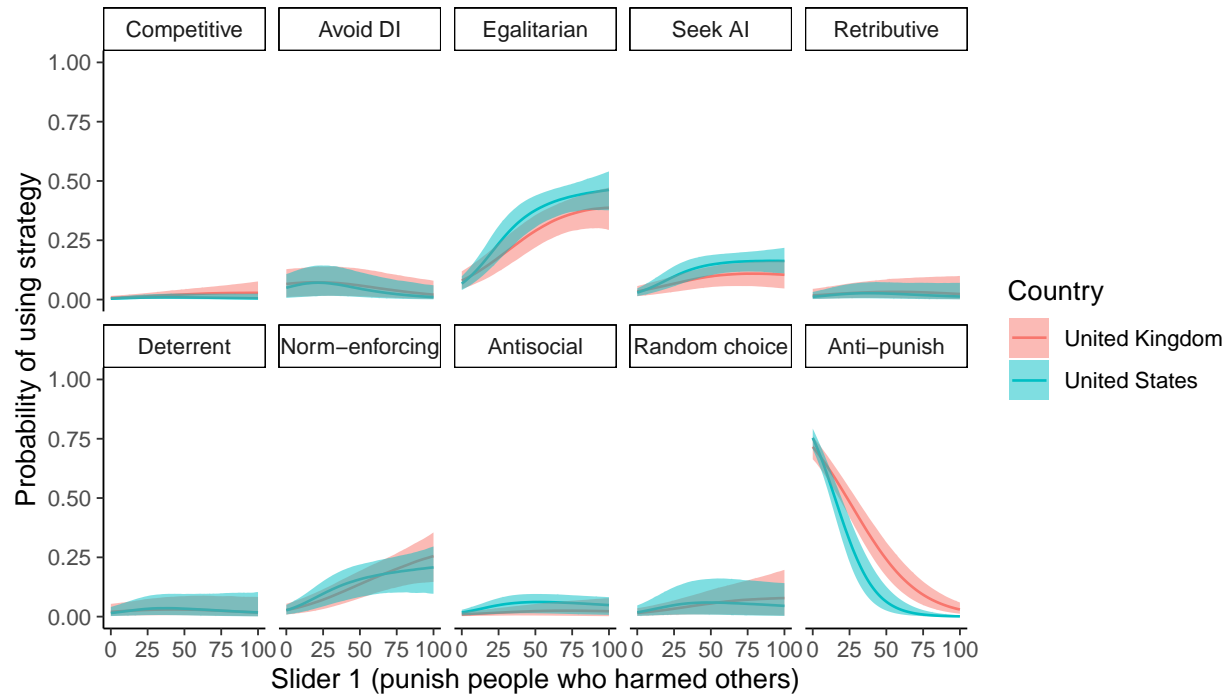 Competitive Avoid DI Egalitarian Seek AI Retributive
1.00
0.75
0.50
0.25
0.00
Deterrent Norm−enforcing Antisocial Random choice Anti−punish
1.00
0.75
0.50
0.25
0.00
0 25 50 75 100 0 25 50 75 100 0 25 50 75 100 0 25 50 75 100 0 25 50 75 100
Slider 1 (punish people who harmed others)
Probability of using strategy
Country
United Kingdom
United States